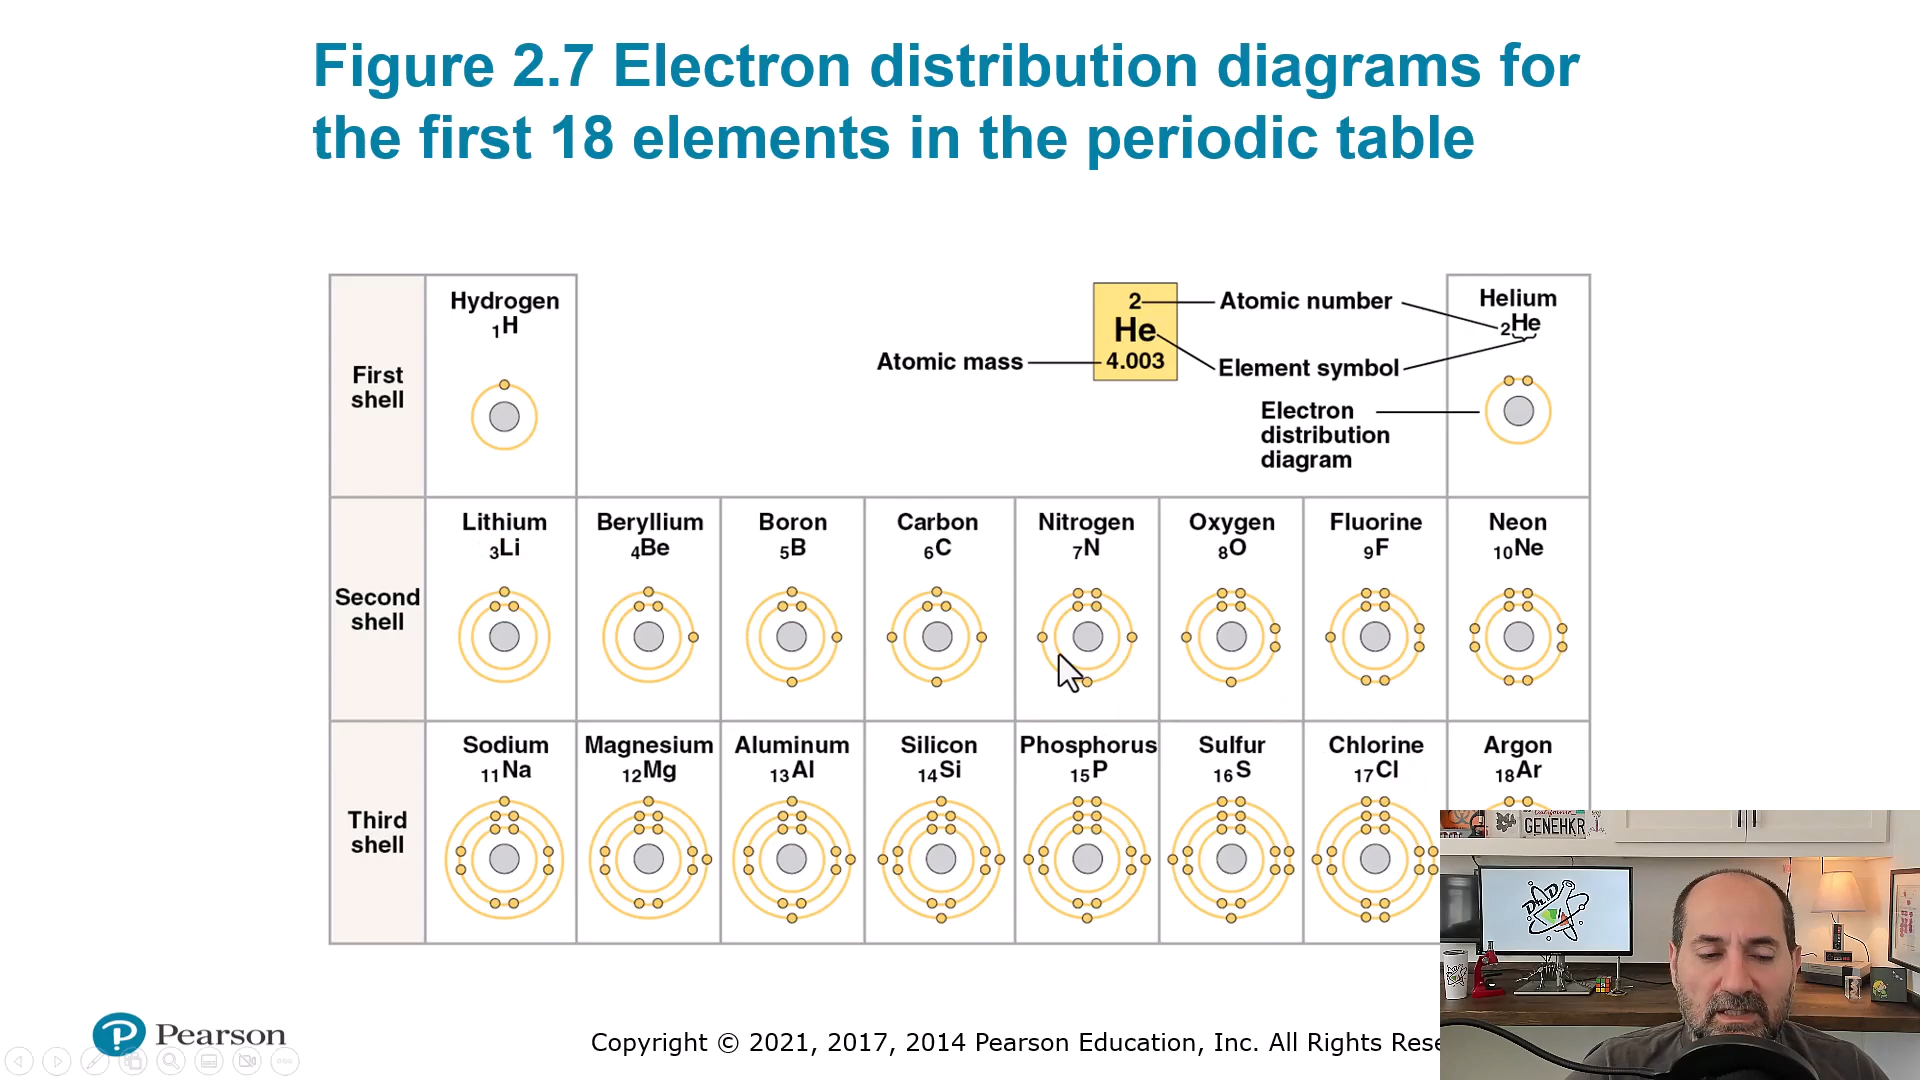 Figure 2.7 Electron distribution diagrams for
the first 18 elements in the periodic table
Hydrogen
1H
2
He
4.003
Atomic number
Atomic mass
Element symbol
Electron
distribution
diagram
Helium
2He
First
shell
Lithium
3Li
Beryllium
4Be
Boron
5B
Carbon
6C
Nitrogen
7N
Oxygen
8O
Fluorine
9F
Neon
10Ne
Second
shell
Sodium
11Na
Magnesium
12Mg
Aluminum
13Al
Silicon
14Si
Phosphorus
15P
Sulfur
16S
Chlorine
17Cl
Argon
18Ar
Third
shell
GENEHKR
PhD
P Pearson
Copyright © 2021, 2017, 2014 Pearson Education, Inc. All Rights Rese